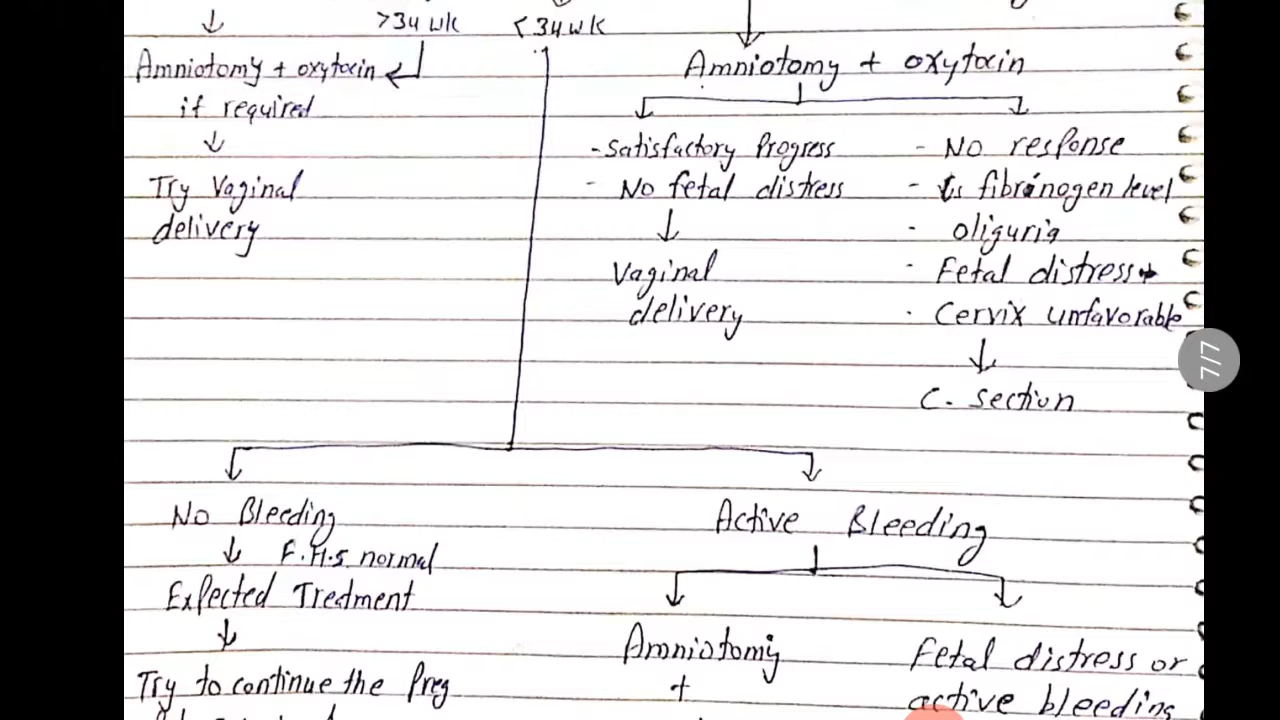 >34 wk
<34 wk
Amniotomy + oxytocin
if required
Try Vaginal
delivery
Amniotomy + oxytocin
- Satisfactory Progress
- No fetal distress
Vaginal
delivery
- No response
- ↓s fibrinogen level
· oliguria
· Fetal distress
· Cervix unfavorable
C. section
7/7
No Bleeding
F.H.S normal
Expected Treatment
Try to continue the Preg
Active Bleeding
Amniotomy
+
Fetal distress or
active bleeding